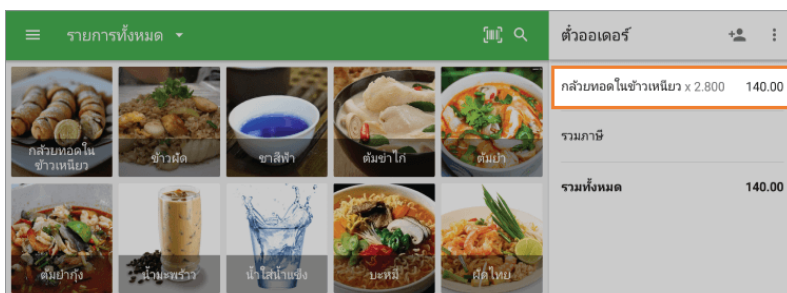 รายการทั้งหมด
ตั๋วออเดอร์
กล้วยทอดในข้าวเหนียว x 2.800 140.00
รวมภาษี
รวมทั้งหมด 140.00
กล้วยทอดใน
ข้าวเหนียว
ข้าวผัด
ชาสีฟ้า
ต้มข่าไก่
ต้มยำ
ต้มยำกุ้ง
น้ำมะพร้าว
น้ำใส่น้ำแข็ง
บะหมี่
ผัดไทย